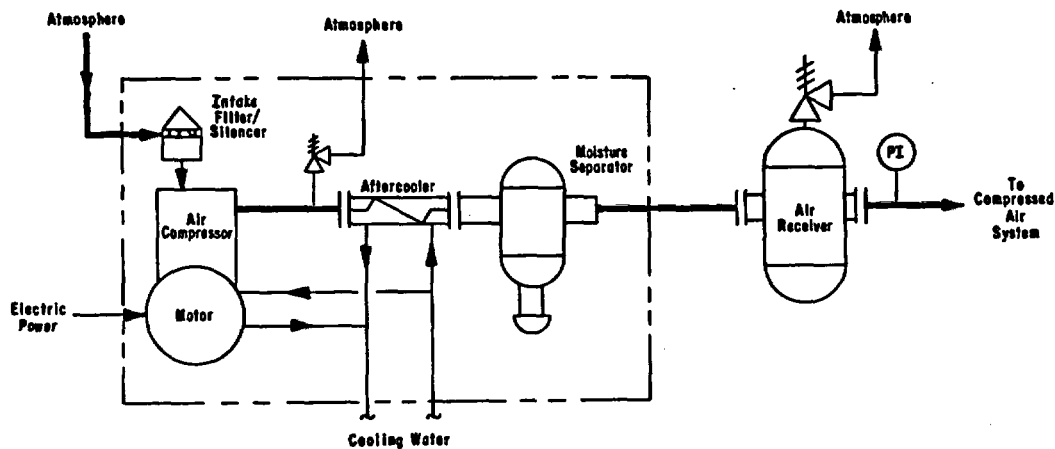 Atmosphere
Atmosphere
Atmosphere
Intake
Filter/
Silencer
Moisture
Separator
PI
Aftercooler
Air
Compressor
Air
Receiver
To
Compressed
Air
System
Electric
Power
Motor
Cooling Water